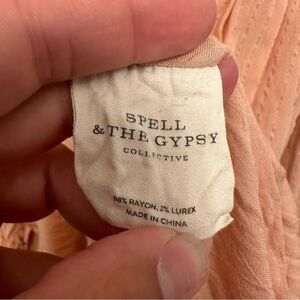 SPELL
& THE GYPSY
COLLECTIVE
98% RAYON, 2% LUREX
MADE IN CHINA